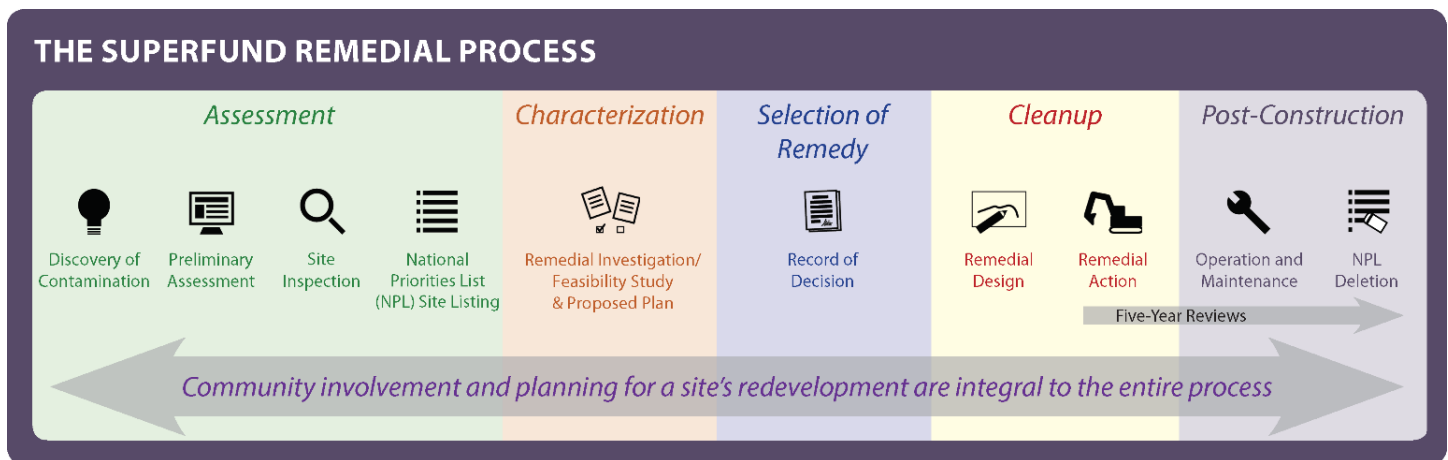 THE SUPERFUND REMEDIAL PROCESS
Assessment
Discovery of
Contamination
Preliminary
Assessment
Site
Inspection
National
Priorities List
(NPL) Site Listing
Characterization
Remedial Investigation/
Feasibility Study
& Proposed Plan
Selection of
Remedy
Record of
Decision
Cleanup
Remedial
Design
Remedial
Action
Post-Construction
Operation and
Maintenance
NPL
Deletion
Five-Year Reviews
Community involvement and planning for a site's redevelopment are integral to the entire process